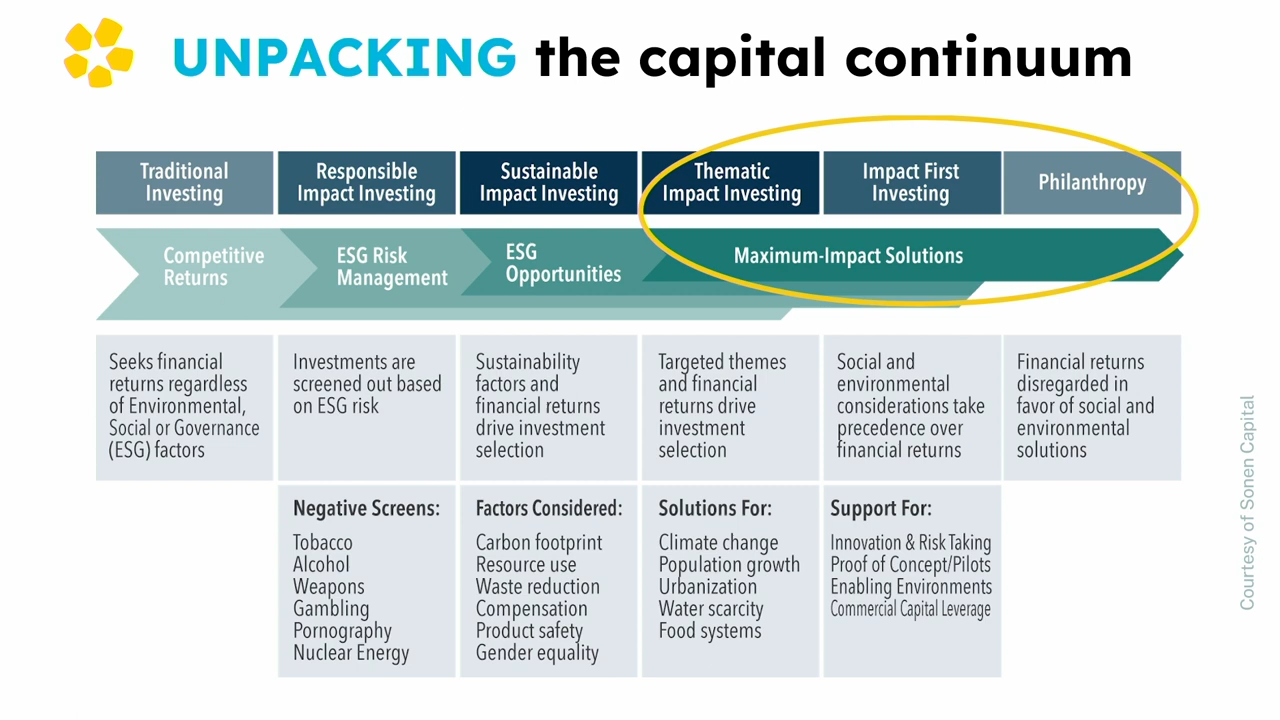 UNPACKING the capital continuum
Traditional
Investing
Responsible
Impact Investing
Sustainable
Impact Investing
Thematic
Impact Investing
Impact First
Investing
Philanthropy
Competitive
Returns
ESG Risk
Management
ESG
Opportunities
Maximum-Impact Solutions
Seeks financial
returns regardless
of Environmental,
Social or Governance
(ESG) factors
Investments are
screened out based
on ESG risk
Sustainability
factors and
financial returns
drive investment
selection
Targeted themes
and financial
returns drive
investment
selection
Social and
environmental
considerations take
precedence over
financial returns
Financial returns
disregarded in
favor of social and
environmental
solutions
Negative Screens:
Tobacco
Alcohol
Weapons
Gambling
Pornography
Nuclear Energy
Factors Considered:
Carbon footprint
Resource use
Waste reduction
Compensation
Product safety
Gender equality
Solutions For:
Climate change
Population growth
Urbanization
Water scarcity
Food systems
Support For:
Innovation & Risk Taking
Proof of Concept/Pilots
Enabling Environments
Commercial Capital Leverage
Courtesy of Sonen Capital